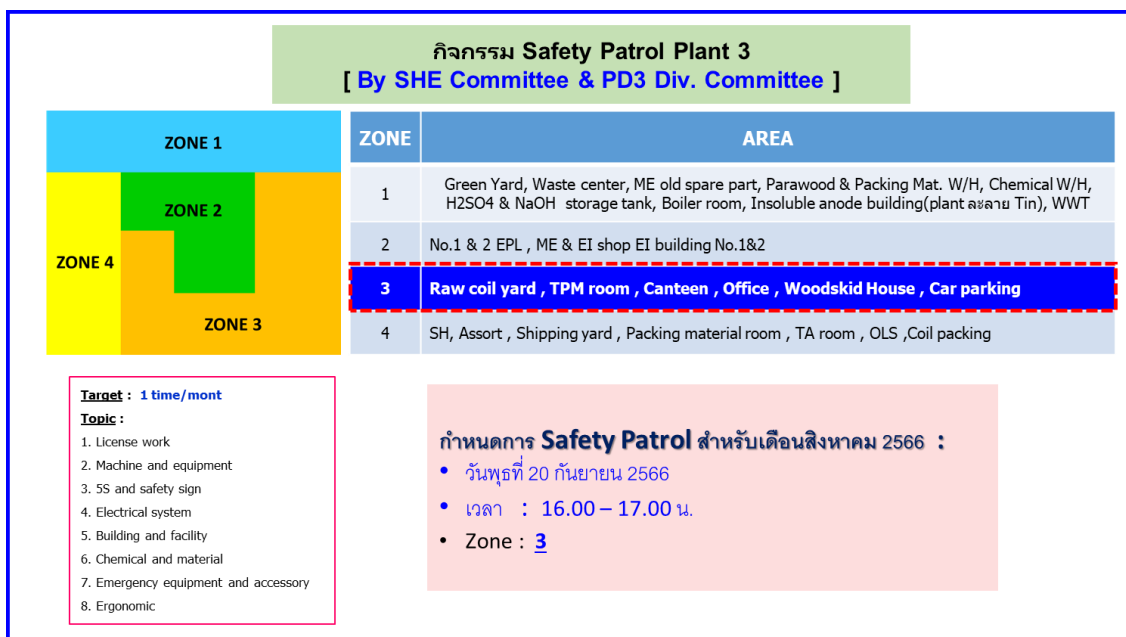 กิจกรรม Safety Patrol Plant 3
[ By SHE Committee & PD3 Div. Committee ]
ZONE 1
ZONE 2
ZONE 4
ZONE 3
ZONE AREA
1 Green Yard, Waste center, ME old spare part, Parawood & Packing Mat. W/H, Chemical W/H,
H2SO4 & NaOH storage tank, Boiler room, Insoluble anode building(plant ละลาย Tin), WWT
2 No.1 & 2 EPL , ME & EI shop EI building No.1&2
3 Raw coil yard , TPM room , Canteen , Office , Woodskid House , Car parking
4 SH, Assort , Shipping yard , Packing material room , TA room , OLS ,Coil packing
Target : 1 time/mont
Topic :
1. License work
2. Machine and equipment
3. 5S and safety sign
4. Electrical system
5. Building and facility
6. Chemical and material
7. Emergency equipment and accessory
8. Ergonomic
กำหนดการ Safety Patrol สำหรับเดือนสิงหาคม 2566 :
• วันพุธที่ 20 กันยายน 2566
• เวลา : 16.00 – 17.00 น.
• Zone : 3